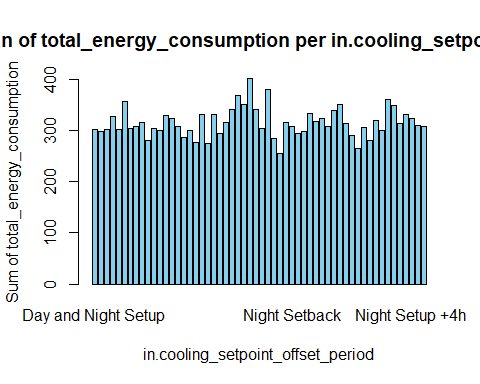 n of total_energy_consumption per in.cooling_setpo
Sum of total_energy_consumption
400
300
200
100
0
Day and Night Setup Night Setback Night Setup +4h
in.cooling_setpoint_offset_period